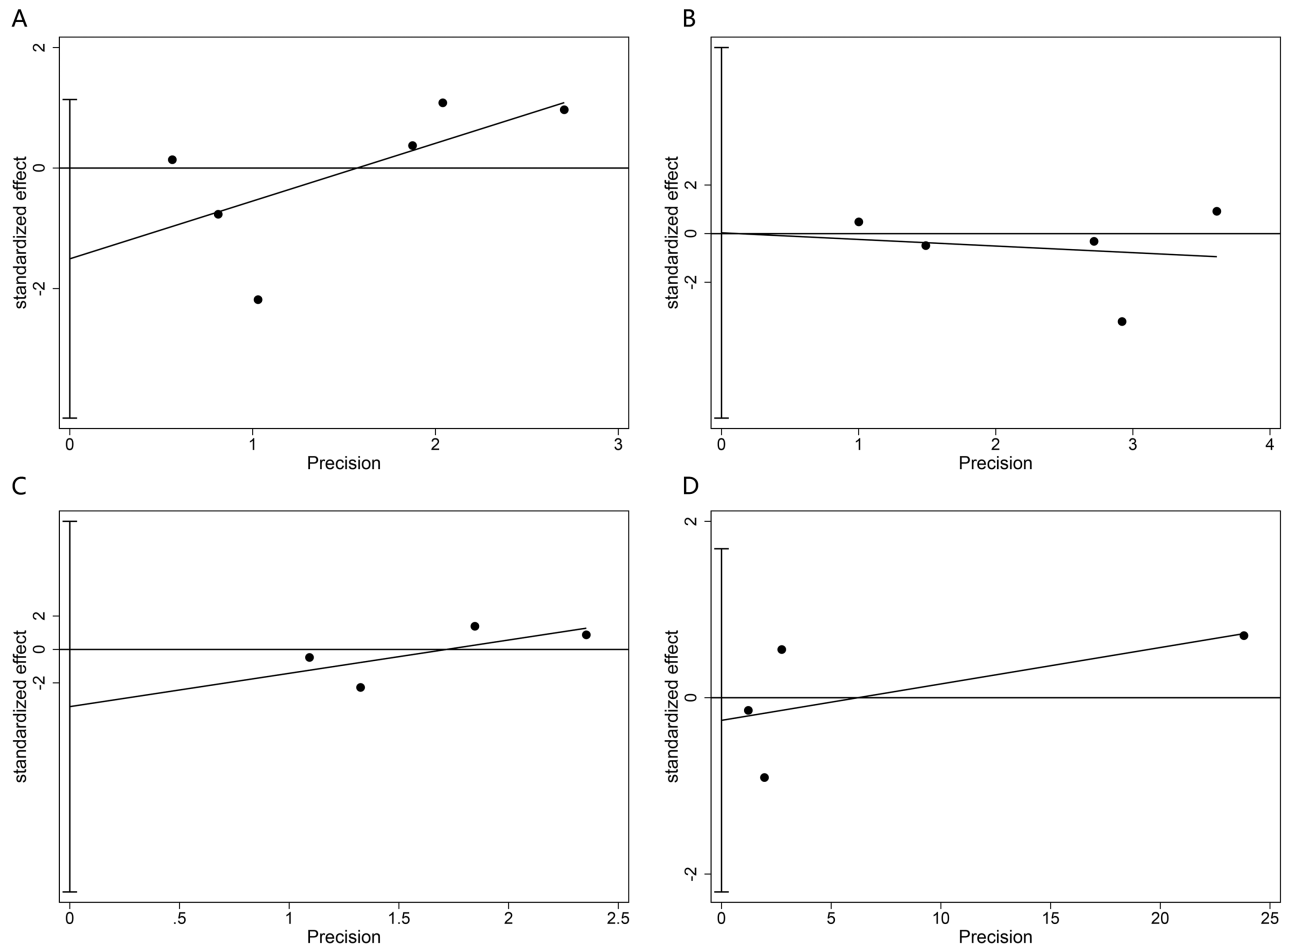 A
2
0
-2
standardized effect
0 1 2 3
Precision
B
2
0
-2
standardized effect
0 1 2 3 4
Precision
C
2
0
-2
standardized effect
0 .5 1 1.5 2 2.5
Precision
D
2
0
-2
standardized effect
0 5 10 15 20 25
Precision